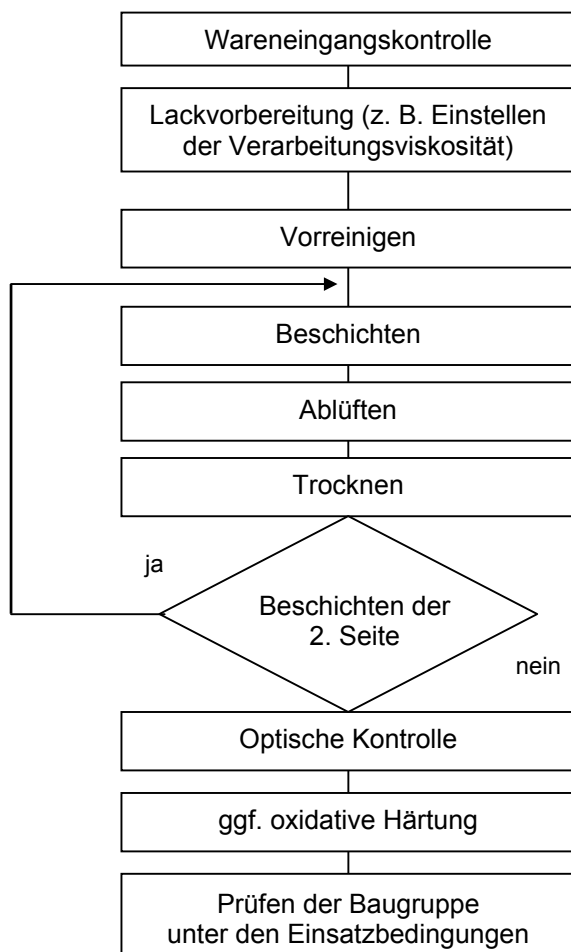 Wareneingangskontrolle
Lackvorbereitung (z. B. Einstellen
der Verarbeitungsviskosität)
Vorreinigen
Beschichten
Ablüften
Trocknen
ja
Beschichten der
2. Seite
nein
Optische Kontrolle
ggf. oxidative Härtung
Prüfen der Baugruppe
unter den Einsatzbedingungen